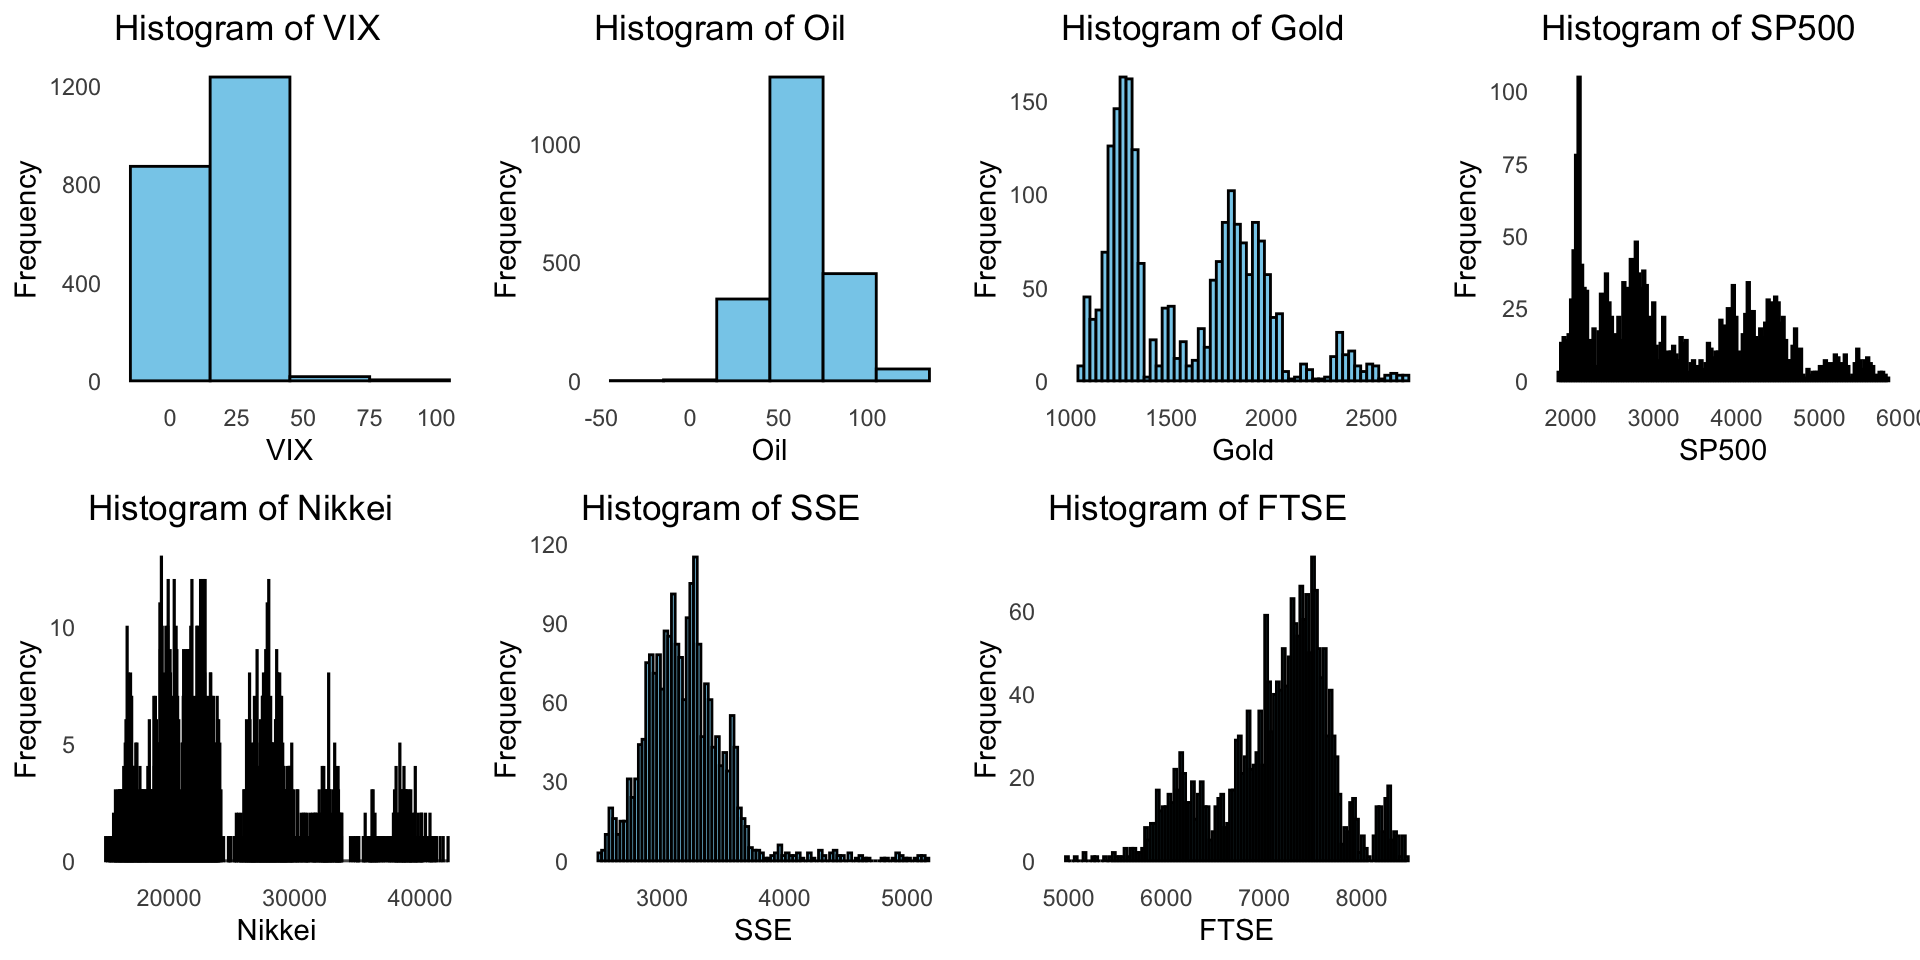 Histogram of VIX
Frequency
1200
800
400
0
0 25 50 75 100
VIX
Histogram of Oil
Frequency
1000
500
0
-50 0 50 100
Oil
Histogram of Gold
Frequency
150
100
50
0
1000 1500 2000 2500
Gold
Histogram of SP500
Frequency
100
75
50
25
0
2000 3000 4000 5000 600
SP500
Histogram of Nikkei
Frequency
10
5
0
20000 30000 40000
Nikkei
Histogram of SSE
Frequency
120
90
60
30
0
3000 4000 5000
SSE
Histogram of FTSE
Frequency
60
40
20
0
5000 6000 7000 8000
FTSE